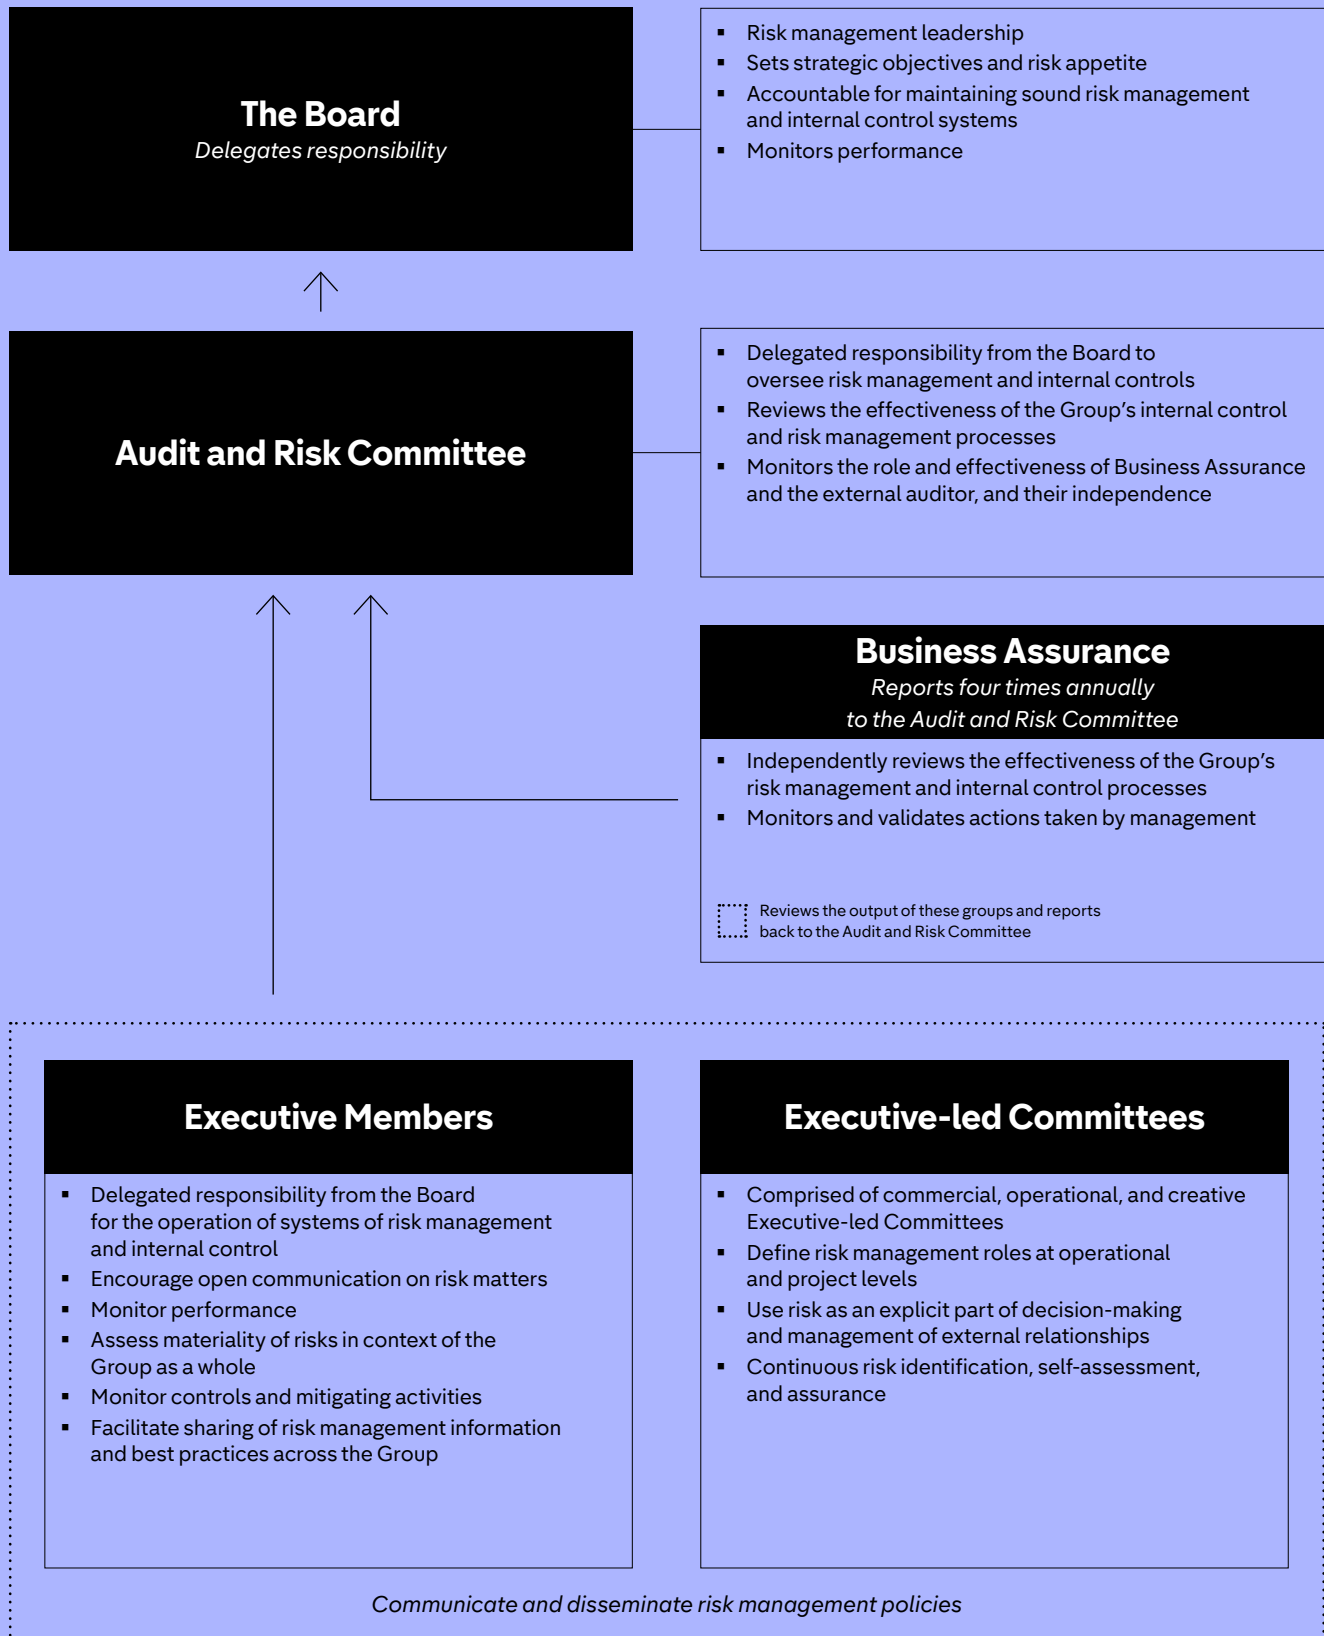 The Board
Delegates responsibility
▪ Risk management leadership
▪ Sets strategic objectives and risk appetite
▪ Accountable for maintaining sound risk management
and internal control systems
▪ Monitors performance
Audit and Risk Committee
▪ Delegated responsibility from the Board to
oversee risk management and internal controls
▪ Reviews the effectiveness of the Group’s internal control
and risk management processes
▪ Monitors the role and effectiveness of Business Assurance
and the external auditor, and their independence
Business Assurance
Reports four times annually
to the Audit and Risk Committee
▪ Independently reviews the effectiveness of the Group’s
risk management and internal control processes
▪ Monitors and validates actions taken by management
Reviews the output of these groups and reports
back to the Audit and Risk Committee
Executive Members
▪ Delegated responsibility from the Board
for the operation of systems of risk management
and internal control
▪ Encourage open communication on risk matters
▪ Monitor performance
▪ Assess materiality of risks in context of the
Group as a whole
▪ Monitor controls and mitigating activities
▪ Facilitate sharing of risk management information
and best practices across the Group
Executive-led Committees
▪ Comprised of commercial, operational, and creative
Executive-led Committees
▪ Define risk management roles at operational
and project levels
▪ Use risk as an explicit part of decision-making
and management of external relationships
▪ Continuous risk identification, self-assessment,
and assurance
Communicate and disseminate risk management policies